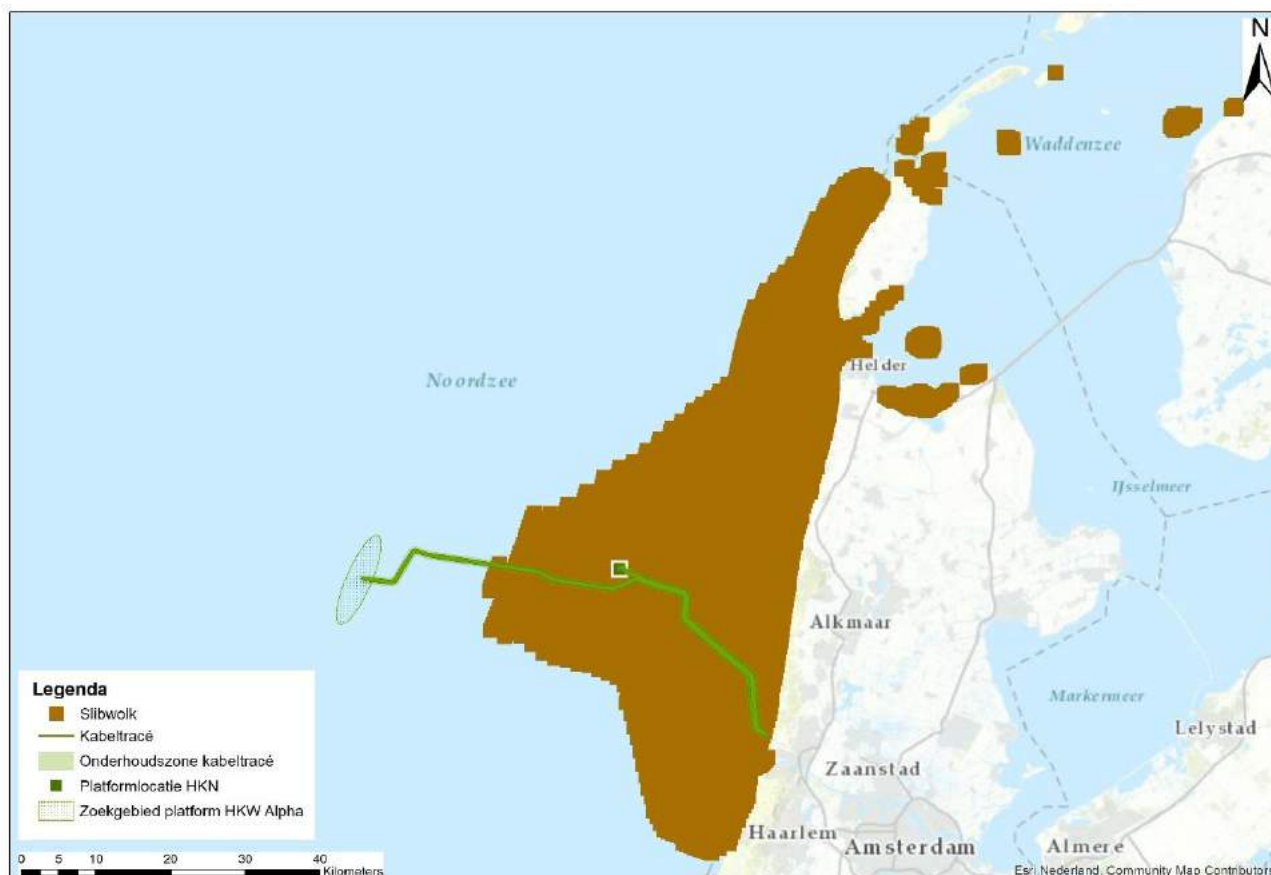 N
Waddenzee
Noordzee
Helder
IJsselmeer
Alkmaar
Markermeer
Lelystad
Zaanstad
Haarlem
Amsterdam
Almere
Legenda
Slibwolk
Kabeltracé
Onderhoudszone kabeltracé
Platformlocatie HKN
Zoekgebied platform HKW Alpha
0 5 10 20 30 40
Kilometers
Esri Nederland, Community Map Contributors